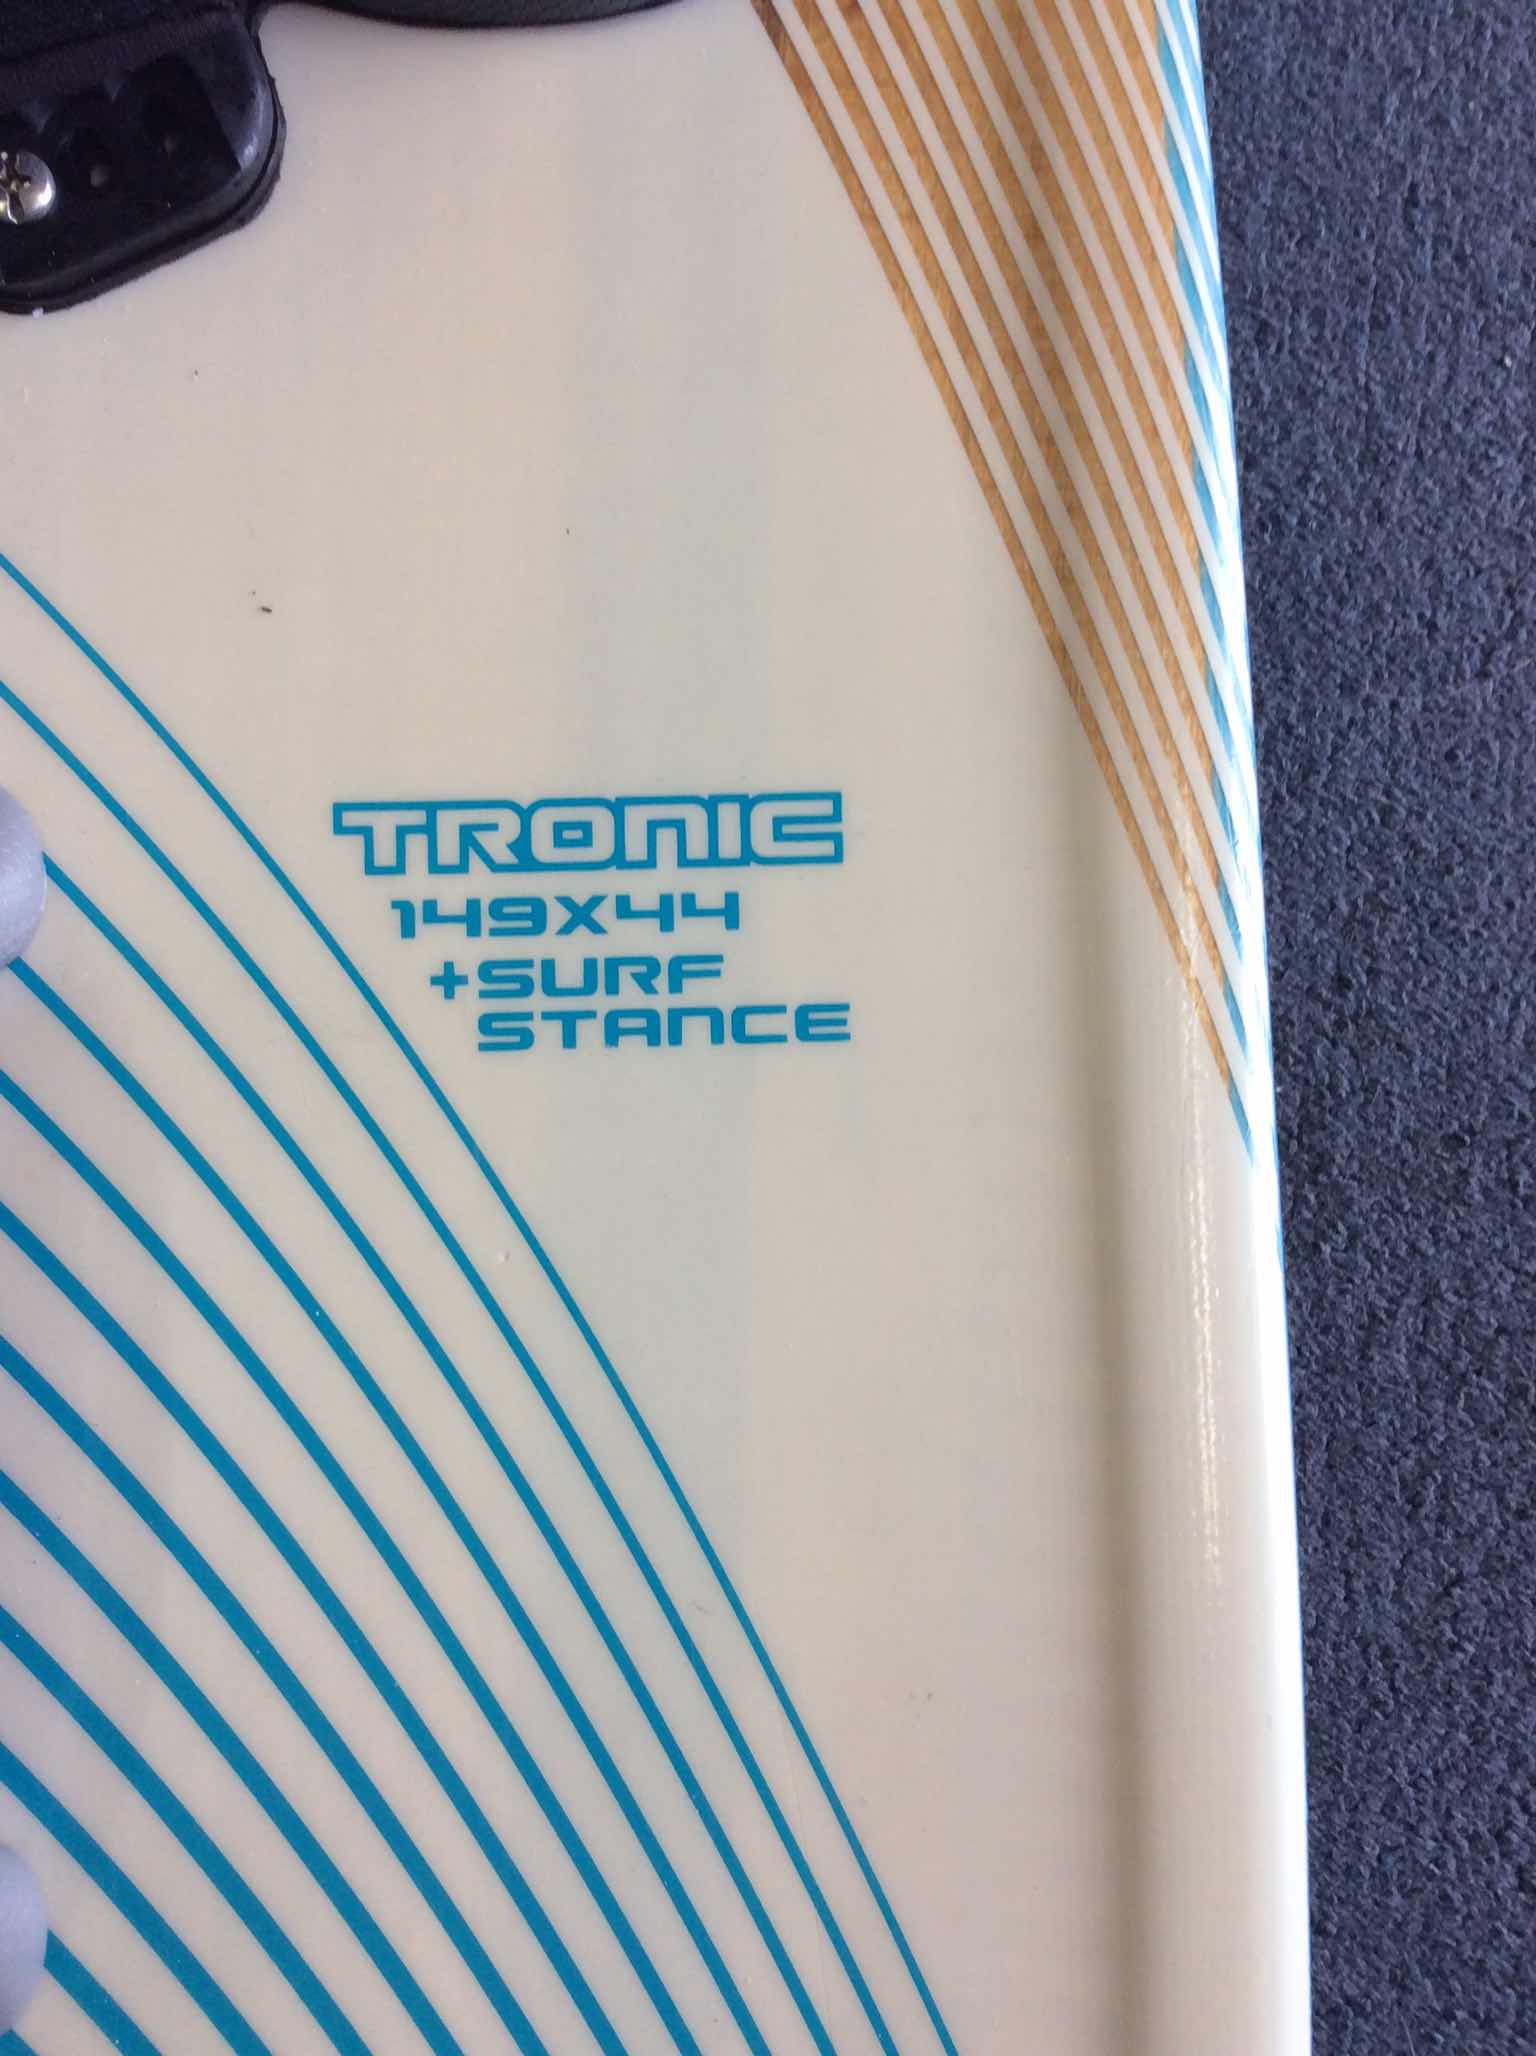 TRONIC
149X44
+SURF
STANCE